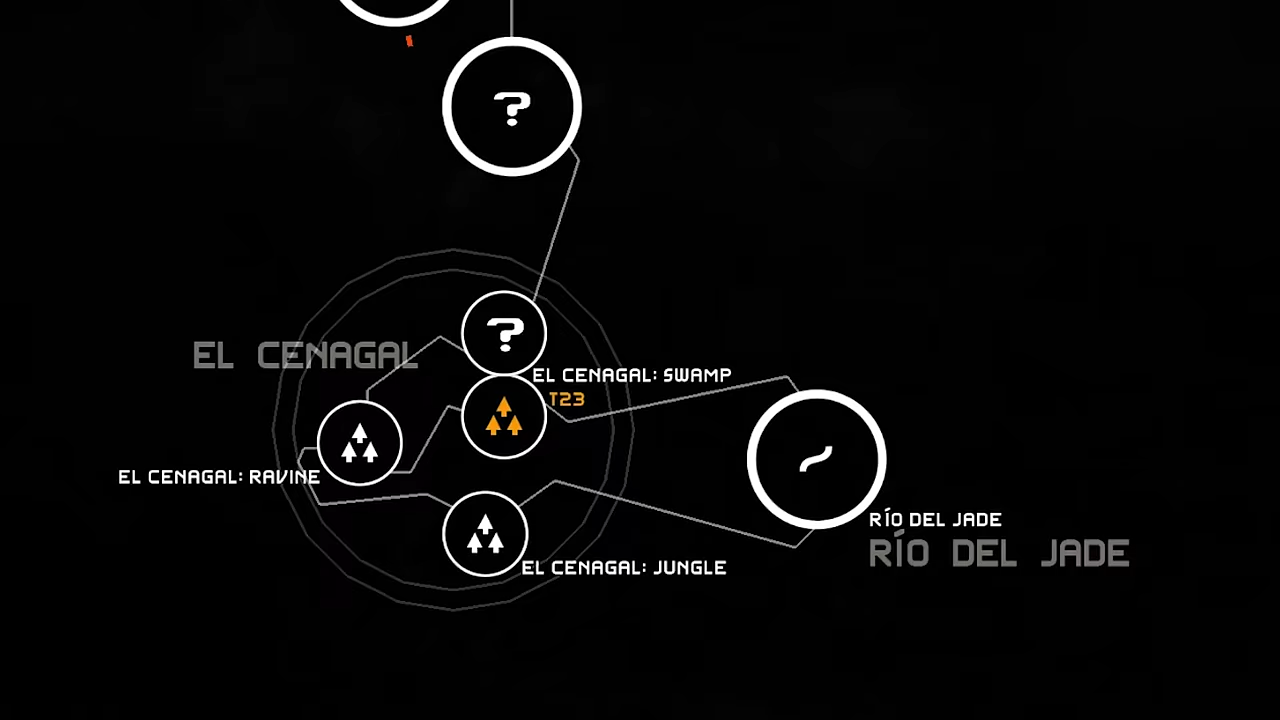 ?
?
EL CENAGAL
EL CENAGAL: SWAMP
T23
EL CENAGAL: RAVINE
RÍO DEL JADE
RÍO DEL JADE
EL CENAGAL: JUNGLE